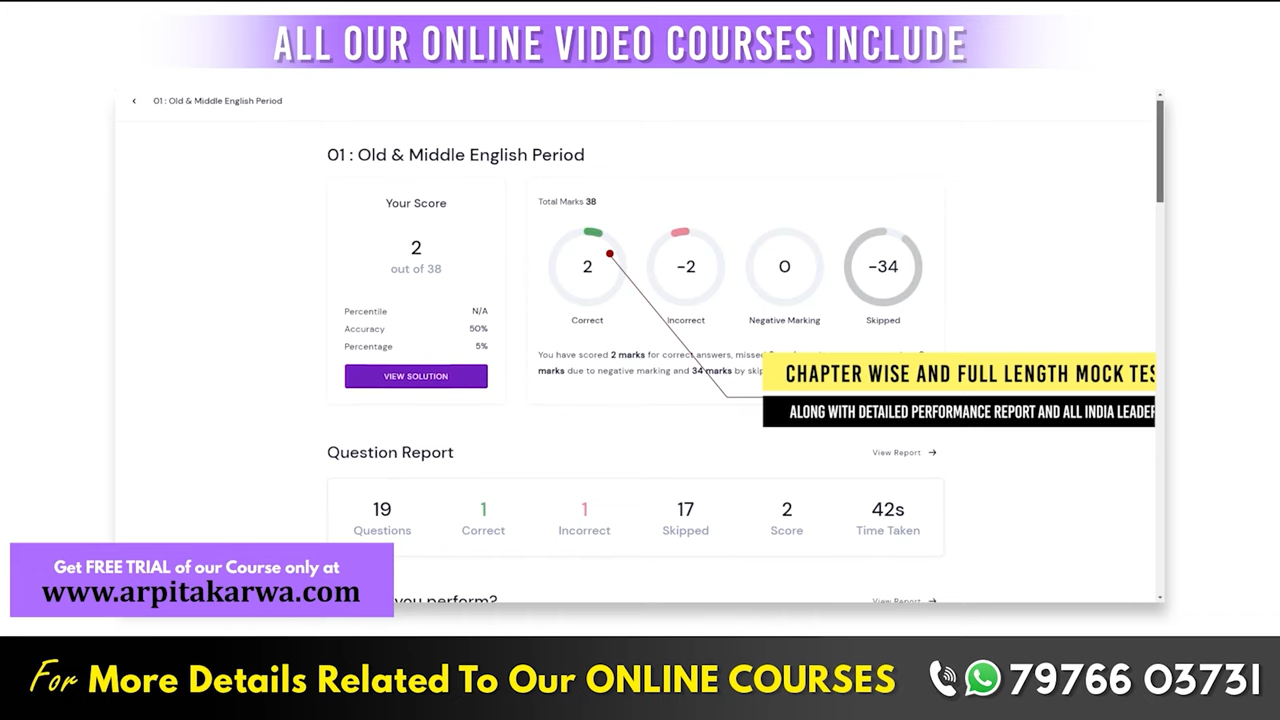 ALL OUR ONLINE VIDEO COURSES INCLUDE
01 : Old & Middle English Period
01 : Old & Middle English Period
Your Score
2
out of 38
Percentile N/A
Accuracy 50%
Percentage 5%
VIEW SOLUTION
Total Marks 38
2 -2 0 -34
Correct Incorrect Negative Marking Skipped
You have scored 2 marks for correct answers, missed
marks due to negative marking and 34 marks by
CHAPTER WISE AND FULL LENGTH MOCK TES
ALONG WITH DETAILED PERFORMANCE REPORT AND ALL INDIA LEADER
Question Report
View Report →
19 1 1 17 2 42s
Questions Correct Incorrect Skipped Score Time Taken
you perform?
View Report →
Get FREE TRIAL of our Course only at
www.arpitakarwa.com
For More Details Related To Our ONLINE COURSES
79766 03731